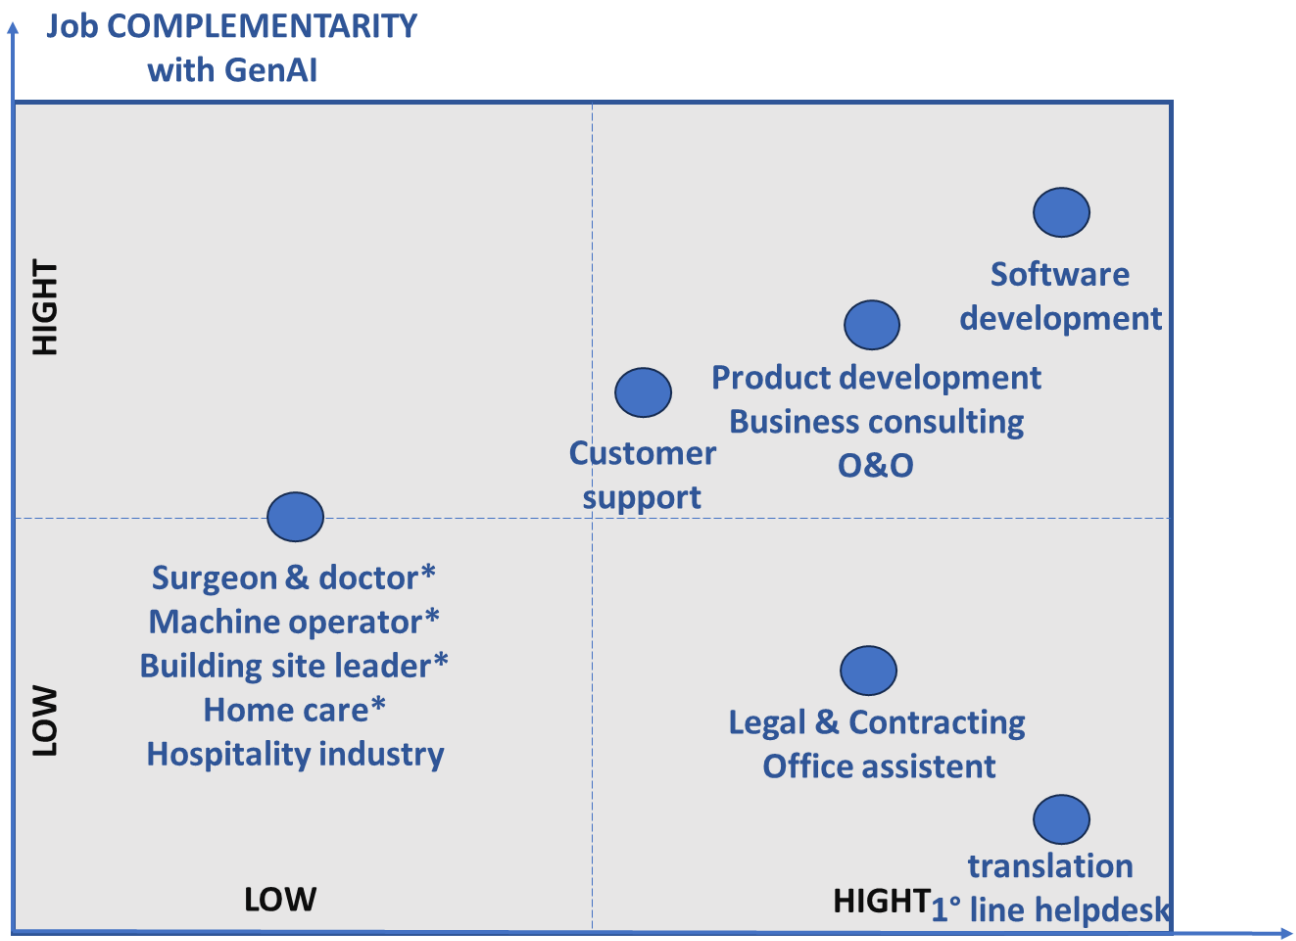 Job COMPLEMENTARITY
with GenAI
HIGHT
Software
development
Product development
Business consulting
O&O
Customer
support
Surgeon & doctor*
Machine operator*
Building site leader*
Home care*
Hospitality industry
LOW
Legal & Contracting
Office assistent
translation
1° line helpdesk
LOW
HIGHT